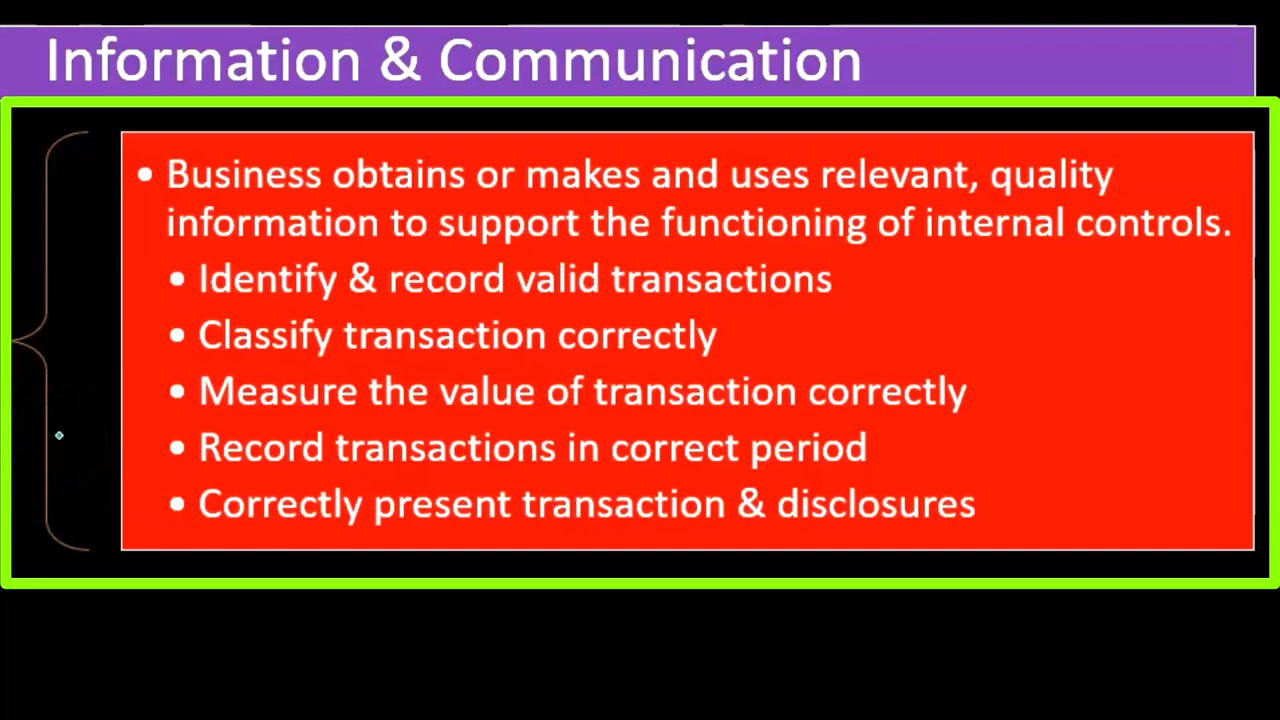 Information & Communication
• Business obtains or makes and uses relevant, quality
information to support the functioning of internal controls.
• Identify & record valid transactions
• Classify transaction correctly
• Measure the value of transaction correctly
• Record transactions in correct period
• Correctly present transaction & disclosures